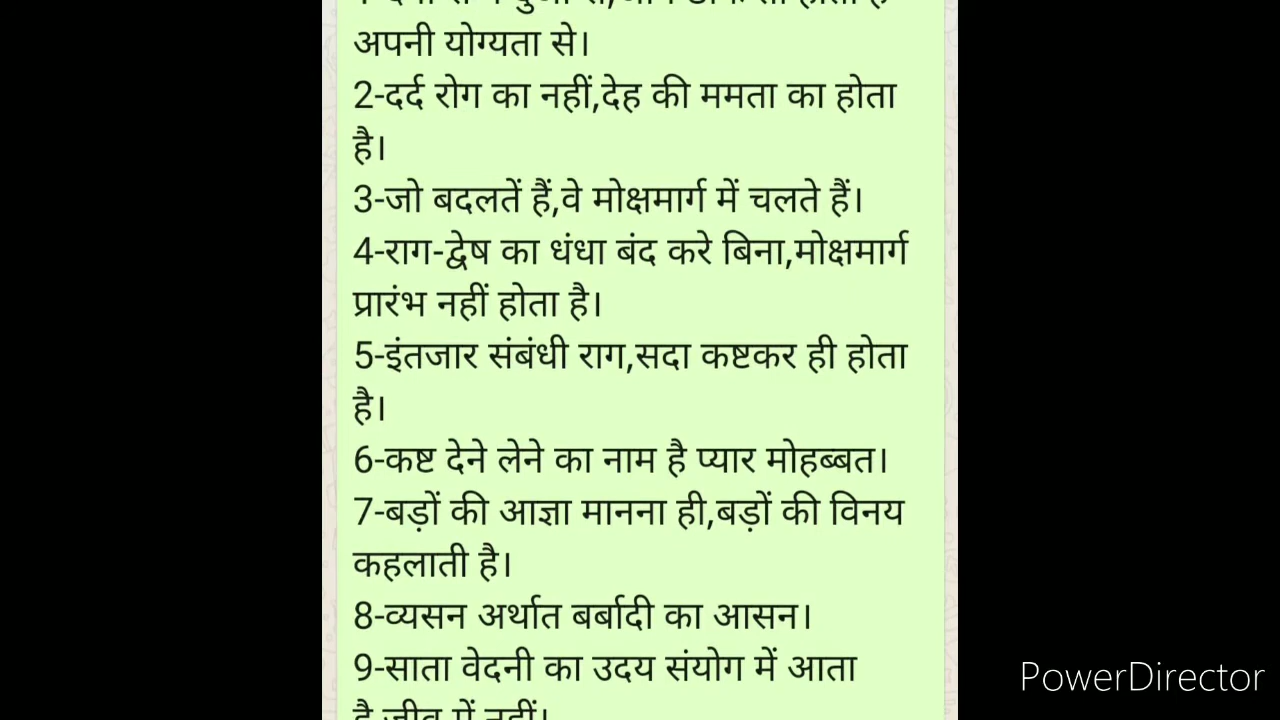 अपनी योग्यता से।
2-दर्द रोग का नहीं,देह की ममता का होता
है।
3-जो बदलतें हैं,वे मोक्षमार्ग में चलते हैं।
4-राग-द्वेष का धंधा बंद करे बिना,मोक्षमार्ग
प्रारंभ नहीं होता है।
5-इंतजार संबंधी राग,सदा कष्टकर ही होता
है।
6-कष्ट देने लेने का नाम है प्यार मोहब्बत।
7-बड़ों की आज्ञा मानना ही,बड़ों की विनय
कहलाती है।
8-व्यसन अर्थात बर्बादी का आसन।
9-साता वेदनी का उदय संयोग में आता
है जीव में नहीं।
PowerDirector